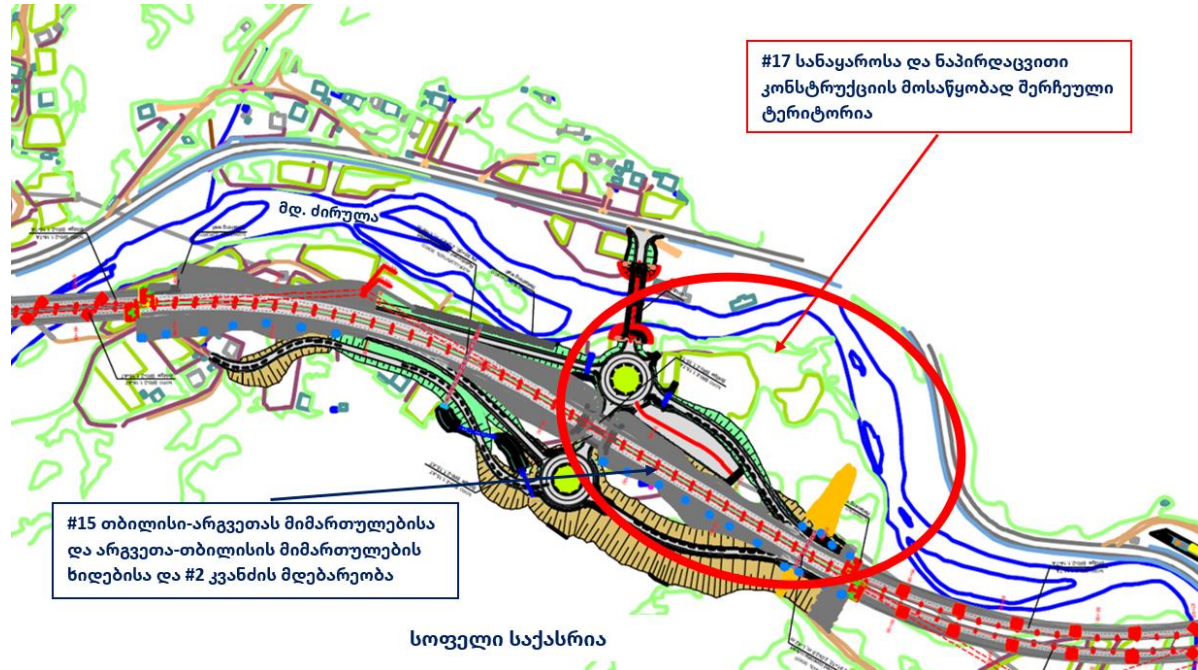 #17 სანაყაროსა და ნაპირდაცვითი
კონსტრუქციის მოსაწყობად შერჩეული
ტერიტორია
მდ. ძირულა
#15 თბილისი-არგვეთას მიმართულებისა
და არგვეთა-თბილისის მიმართულების
ხიდებისა და #2 კვანძის მდებარეობა
სოფელი საქასრია